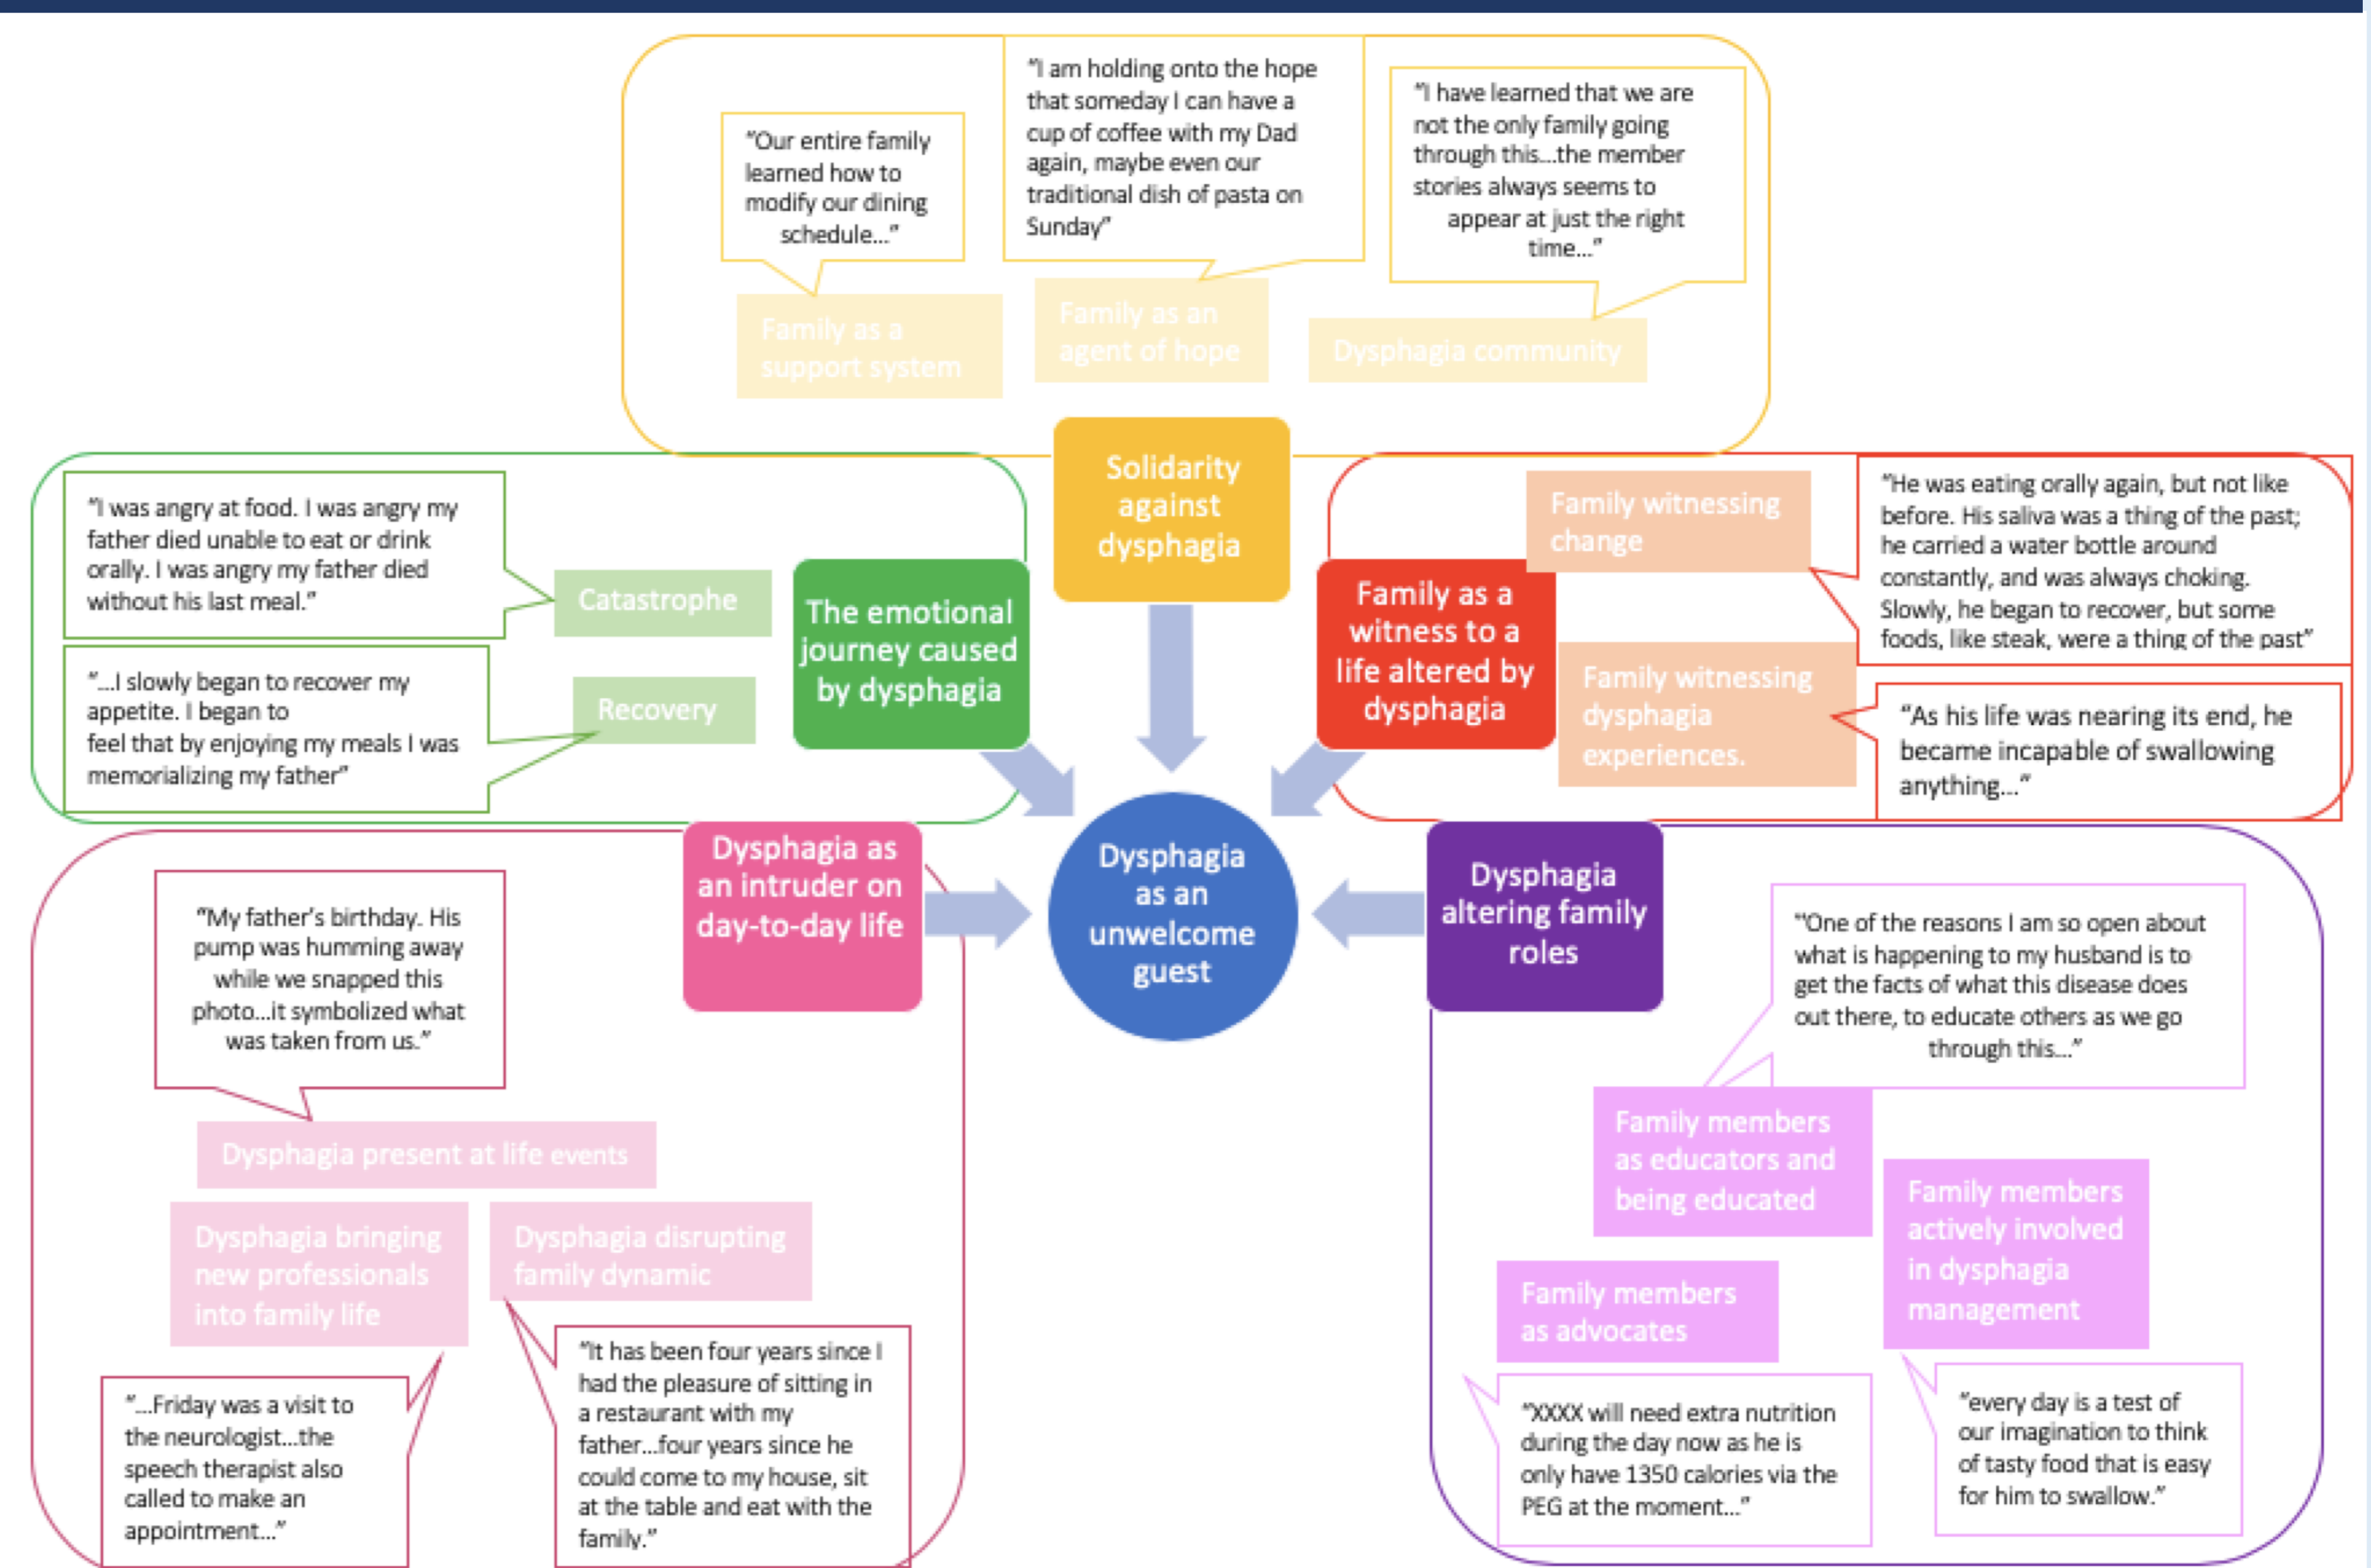 “Our entire family
learned how to
modify our dining
schedule…”
“I am holding onto the hope
that someday I can have a
cup of coffee with my Dad
again, maybe even our
traditional dish of pasta on
Sunday”
“I have learned that we are
not the only family going
through this…the member
stories always seems to
appear at just the right
time…”
Family as a
support system
Family as an
agent of hope
Dysphagia community
Solidarity
against
dysphagia
“I was angry at food. I was angry my
father died unable to eat or drink
orally. I was angry my father died
without his last meal.”
Catastrophe
“…I slowly began to recover my
appetite. I began to
feel that by enjoying my meals I was
memorializing my father”
Recovery
The emotional
journey caused
by dysphagia
Family as a
witness to a
life altered by
dysphagia
Family witnessing
change
“He was eating orally again, but not like
before. His saliva was a thing of the past;
he carried a water bottle around
constantly, and was always choking.
Slowly, he began to recover, but some
foods, like steak, were a thing of the past”
Family witnessing
dysphagia
experiences.
“As his life was nearing its end, he
became incapable of swallowing
anything…”
Dysphagia as
an intruder on
day-to-day life
Dysphagia
as an
unwelcome
guest
Dysphagia
altering family
roles
“My father’s birthday. His
pump was humming away
while we snapped this
photo…it symbolized what
was taken from us.”
Dysphagia present at life events
Dysphagia bringing
new professionals
into family life
Dysphagia disrupting
family dynamic
“…Friday was a visit to
the neurologist…the
speech therapist also
called to make an
appointment…”
“It has been four years since I
had the pleasure of sitting in
a restaurant with my
father…four years since he
could come to my house, sit
at the table and eat with the
family.”
“One of the reasons I am so open about
what is happening to my husband is to
get the facts of what this disease does
out there, to educate others as we go
through this…”
Family members
as educators and
being educated
Family members
actively involved
in dysphagia
management
Family members
as advocates
“XXXX will need extra nutrition
during the day now as he is
only have 1350 calories via the
PEG at the moment…”
“every day is a test of
our imagination to think
of tasty food that is easy
for him to swallow.”